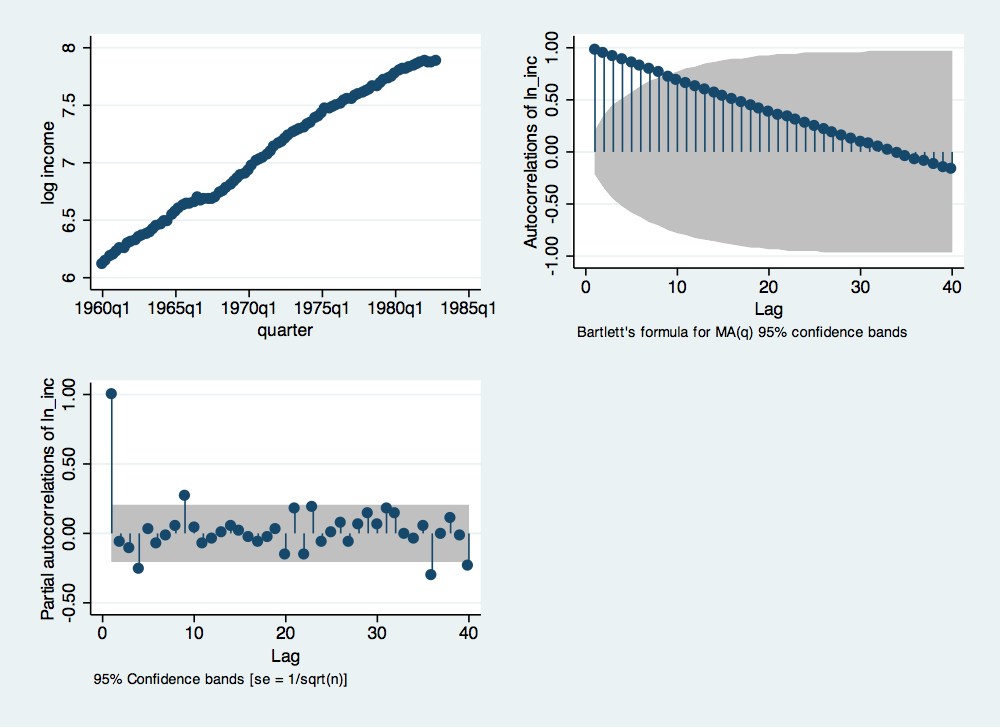 log income
8
7.5
7
6.5
6
1960q1 1965q1 1970q1 1975q1 1980q1 1985q1
quarter
Autocorrelations of ln_inc
1.00
0.50
0.00
-0.50
-1.00
0 10 20 30 40
Lag
Bartlett's formula for MA(q) 95% confidence bands
Partial autocorrelations of ln_inc
1.00
0.50
0.00
-0.50
0 10 20 30 40
Lag
95% Confidence bands [se = 1/sqrt(n)]